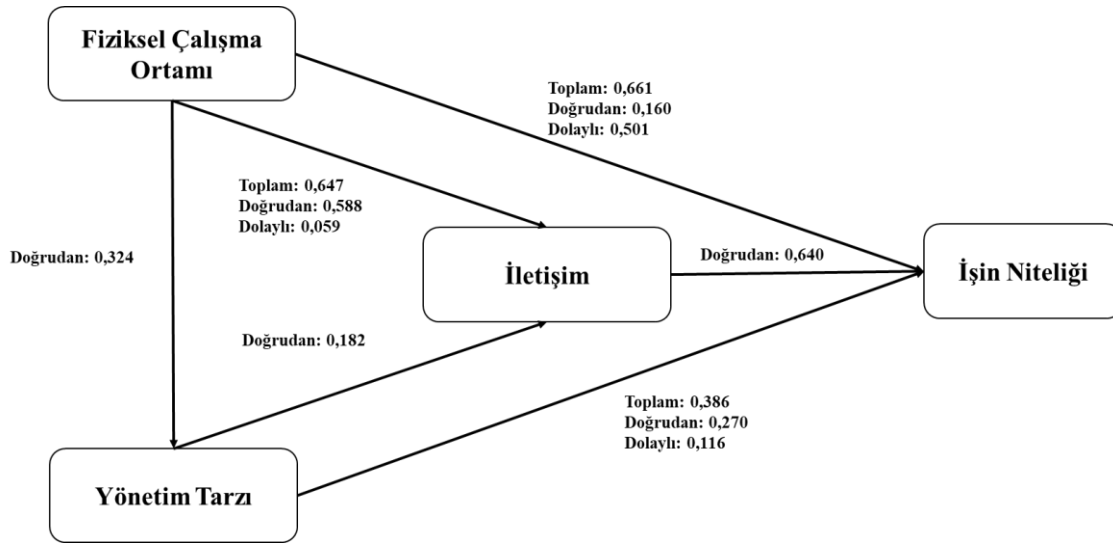 Fiziksel Çalışma
Ortamı
Toplam: 0,661
Doğrudan: 0,160
Dolaylı: 0,501
Toplam: 0,647
Doğrudan: 0,588
Dolaylı: 0,059
Doğrudan: 0,324
İletişim
Doğrudan: 0,640
İşin Niteliği
Doğrudan: 0,182
Toplam: 0,386
Doğrudan: 0,270
Dolaylı: 0,116
Yönetim Tarzı